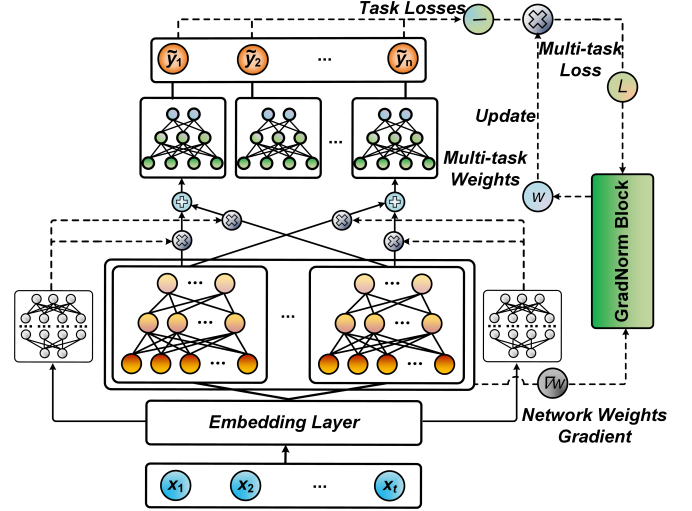 Task Losses
ỹ₁ ỹ₂ ... ỹₙ
Multi-task
Loss
L
Update
...
Multi-task
Weights
w
GradNorm Block
... ... ...
... ...
∇w
Network Weights
Gradient
Embedding Layer
x₁ x₂ ... xₜ